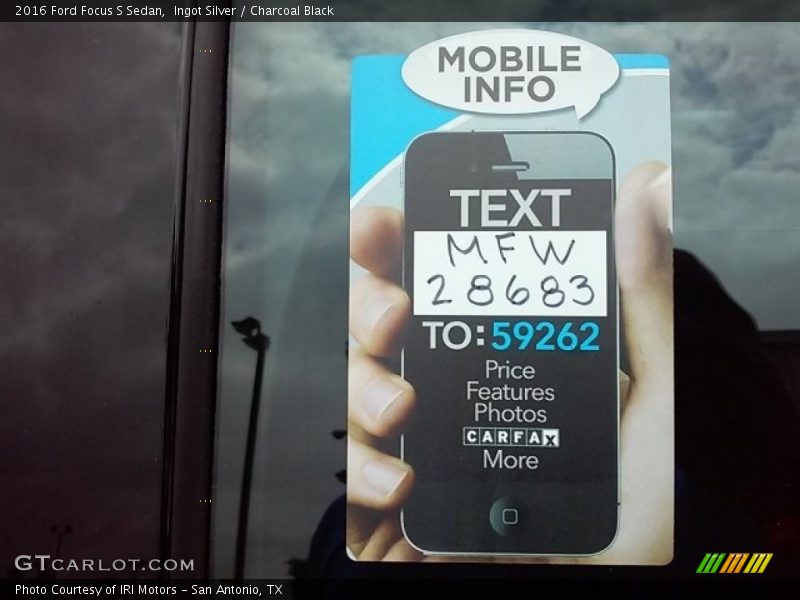 2016 Ford Focus S Sedan,  Ingot Silver / Charcoal Black
MOBILE
INFO
TEXT
MFW
28683
TO: 59262
Price
Features
Photos
CARFAX
More
GTCARLOT.COM
Photo Courtesy of IRI Motors - San Antonio, TX